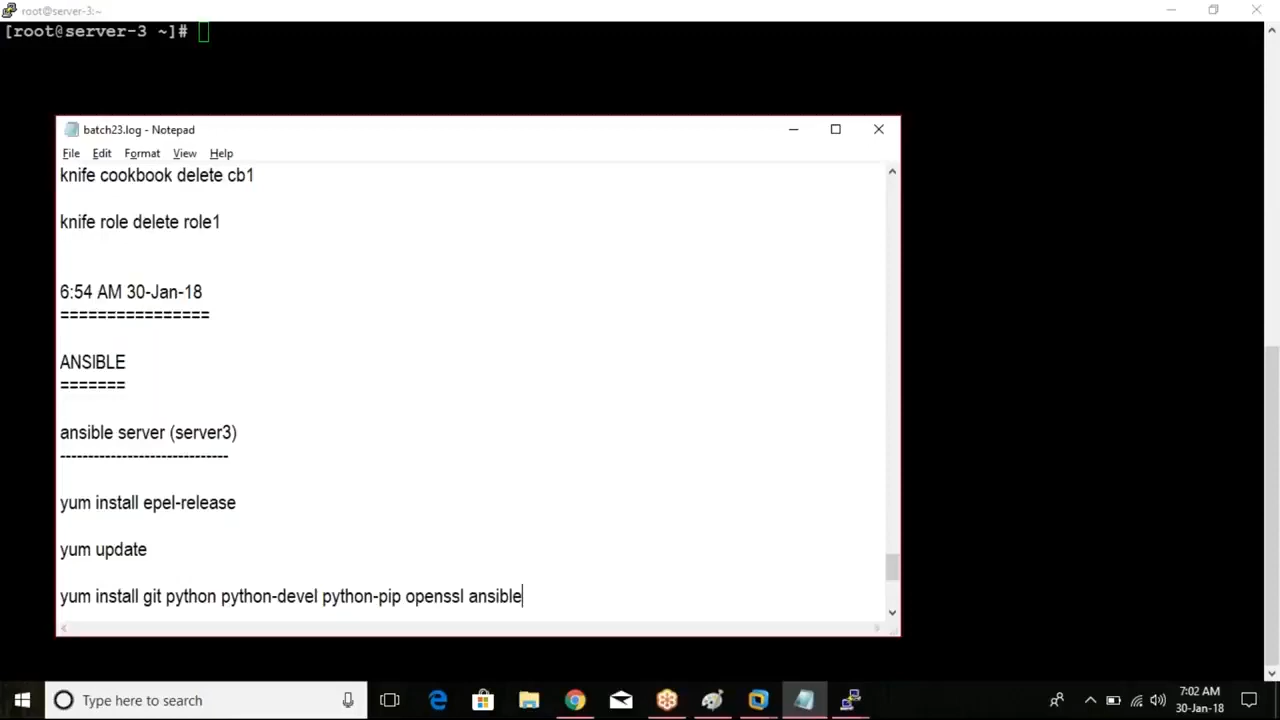 root@server-3:~
[root@server-3 ~]#
batch23.log - Notepad
File Edit Format View Help
knife cookbook delete cb1
knife role delete role1
6:54 AM 30-Jan-18
================
ANSIBLE
=======
ansible server (server3)
------------------------------
yum install epel-release
yum update
yum install git python python-devel python-pip openssl ansible
Type here to search
7:02 AM
30-Jan-18